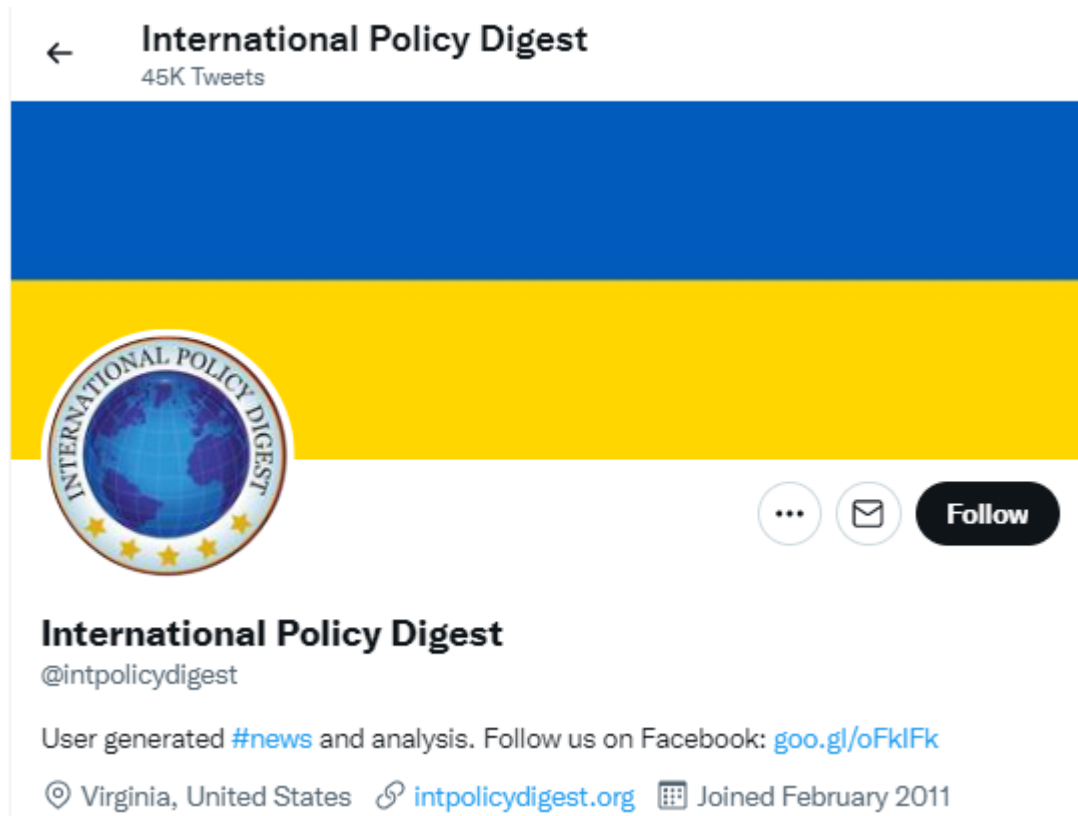 International Policy Digest
45K Tweets
INTERNATIONAL POLICY DIGEST
Follow
International Policy Digest
@intpolicydigest
User generated #news and analysis. Follow us on Facebook: goo.gl/oFkIFk
Virginia, United States intpolicydigest.org Joined February 2011